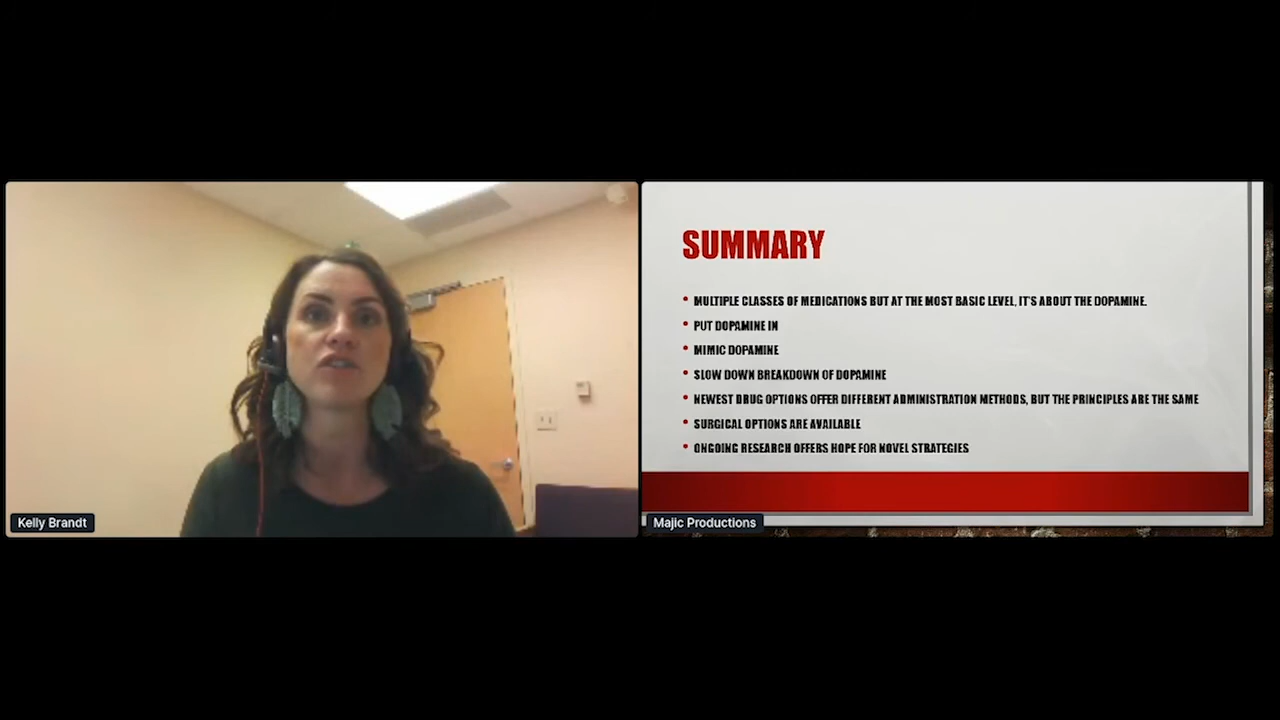 SUMMARY
MULTIPLE CLASSES OF MEDICATIONS BUT AT THE MOST BASIC LEVEL, IT'S ABOUT THE DOPAMINE.
PUT DOPAMINE IN
MIMIC DOPAMINE
SLOW DOWN BREAKDOWN OF DOPAMINE
NEWEST DRUG OPTIONS OFFER DIFFERENT ADMINISTRATION METHODS, BUT THE PRINCIPLES ARE THE SAME
SURGICAL OPTIONS ARE AVAILABLE
ONGOING RESEARCH OFFERS HOPE FOR NOVEL STRATEGIES
Kelly Brandt
Majic Productions